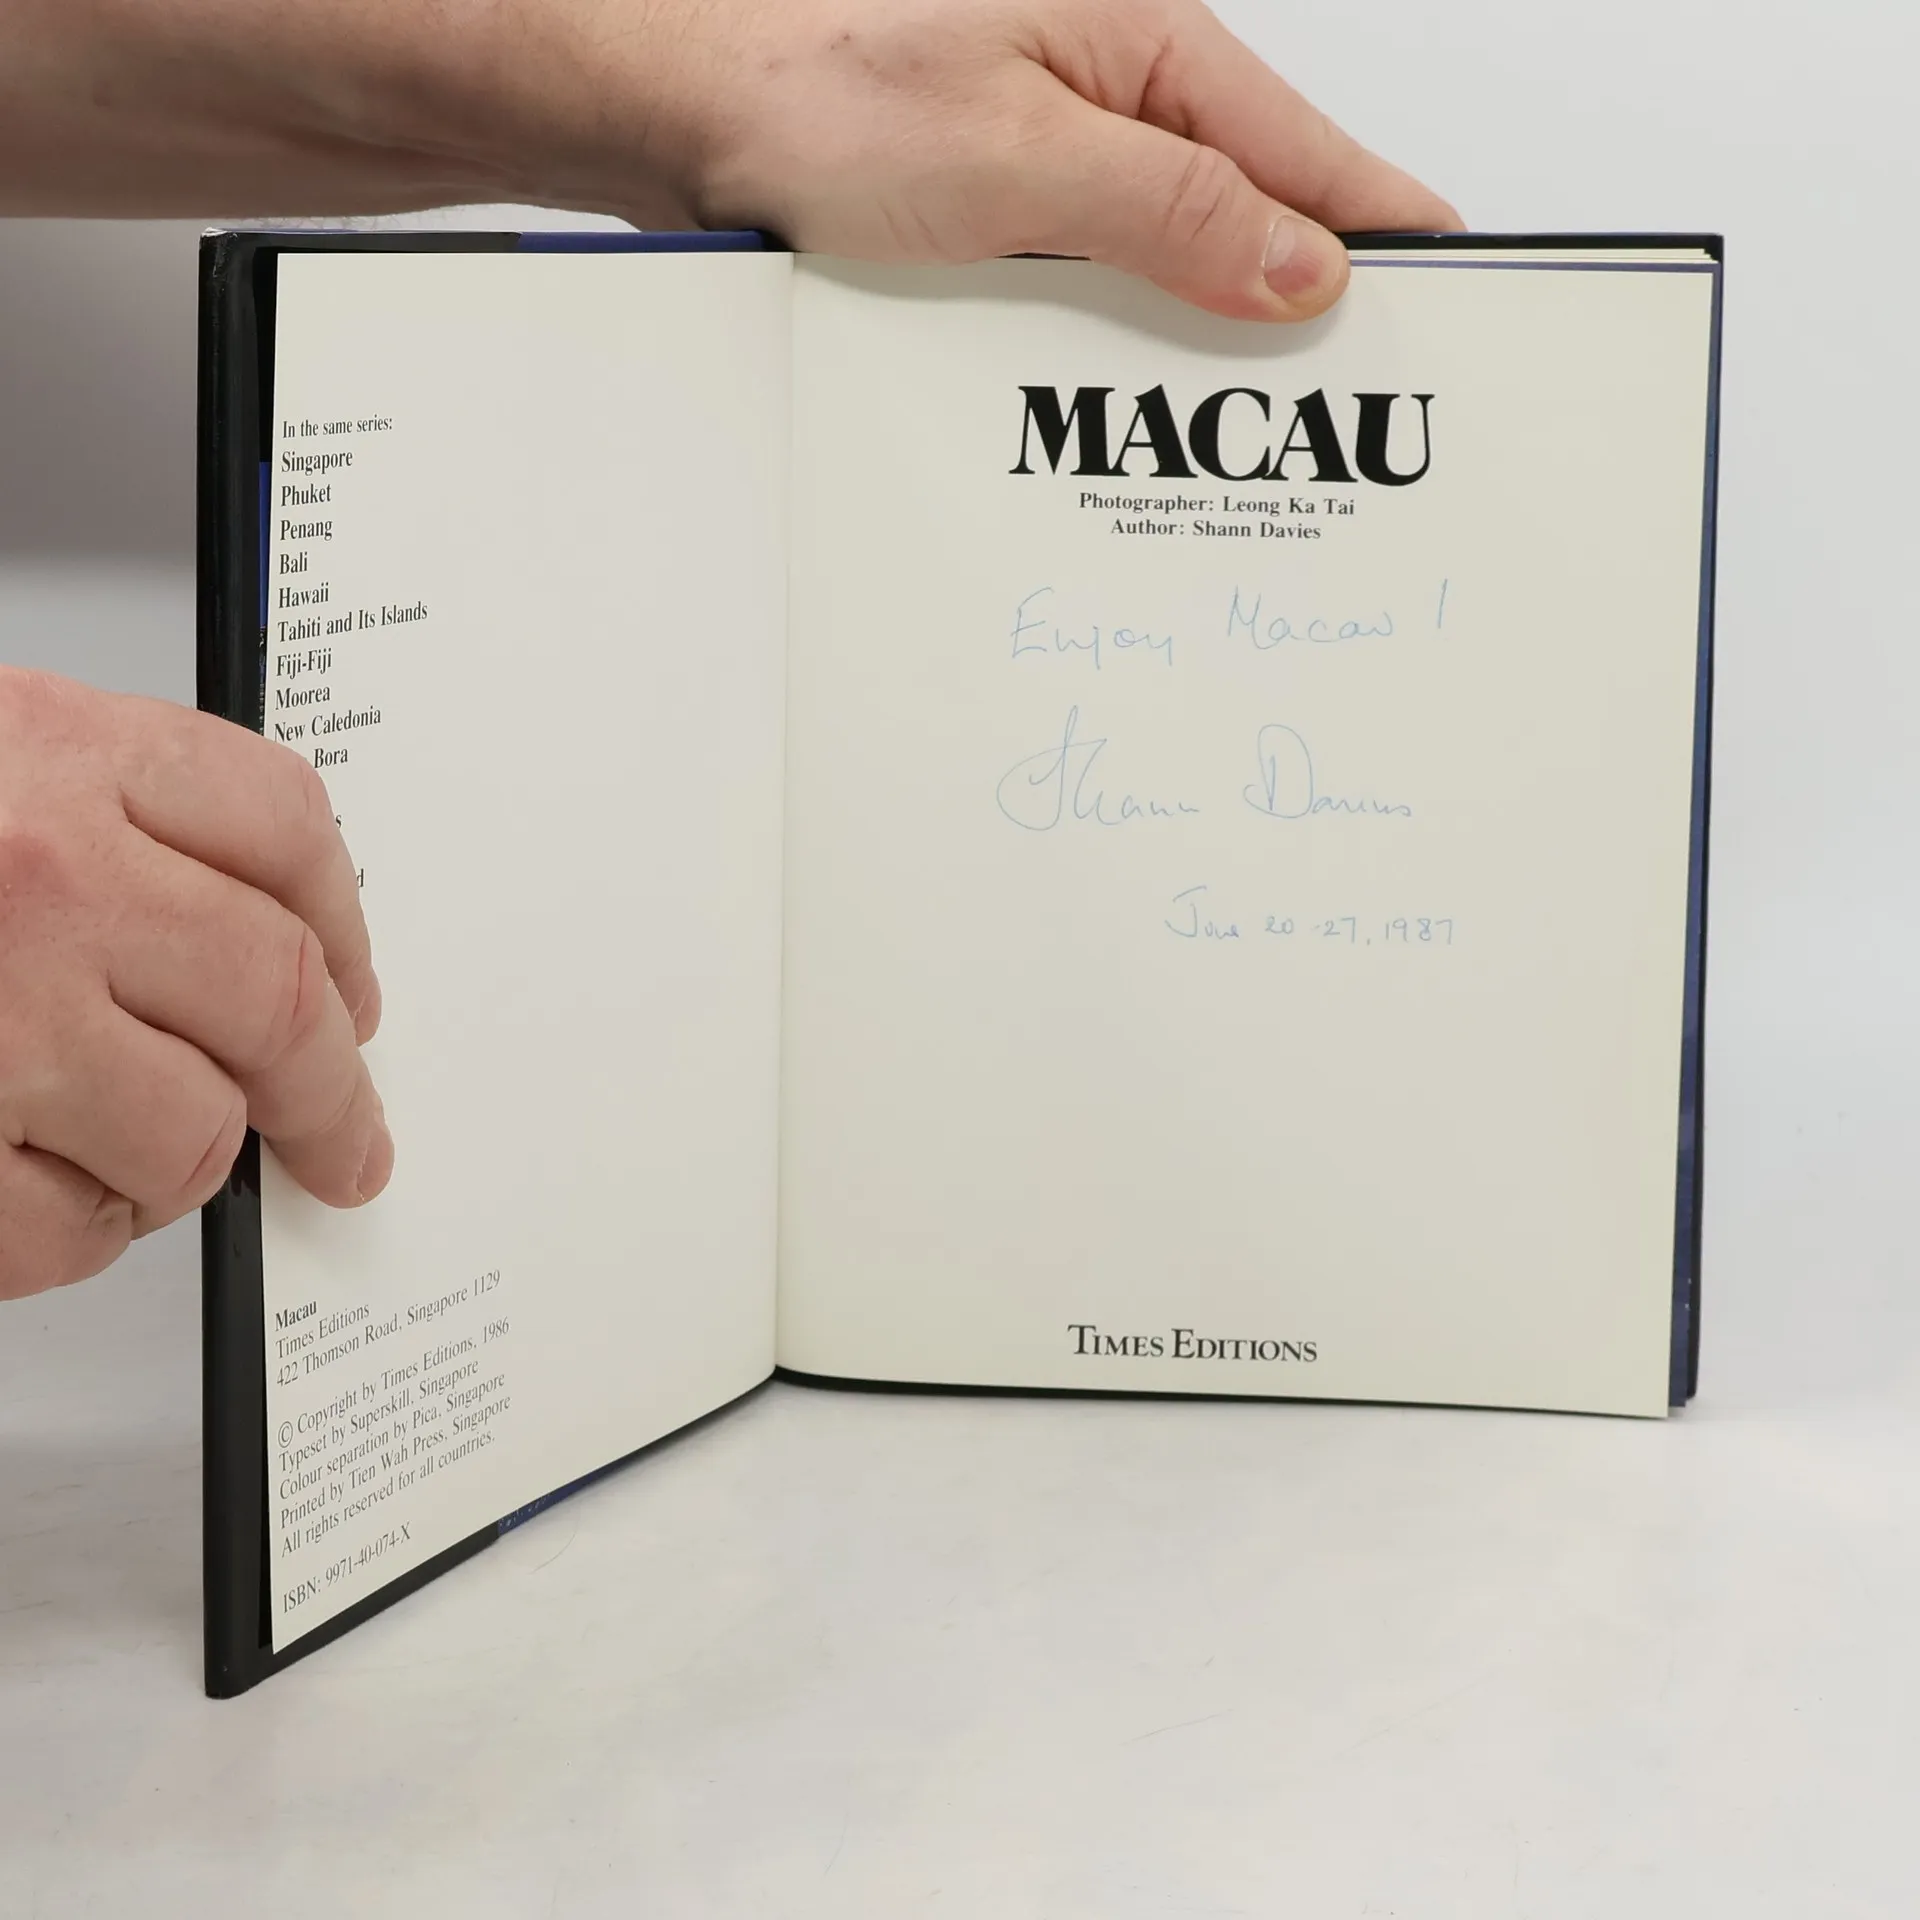 In the same series:
Singapore
Phuket
Penang
Bali
Hawaii
Tahiti and Its Islands
Fiji-Fiji
Moorea
New Caledonia
Bora
Macau
Times Editions
422 Thomson Road, Singapore 1129
© Copyright by Times Editions, 1986
Typeset by Superskill, Singapore
Colour separation by Pica, Singapore
Printed by Tien Wah Press, Singapore
All rights reserved for all countries.
ISBN: 9971-40-074-X
MACAU
Photographer: Leong Ka Tai
Author: Shann Davies
Enjoy Macau !
Shann Davies
June 20-27, 1987
TIMES EDITIONS